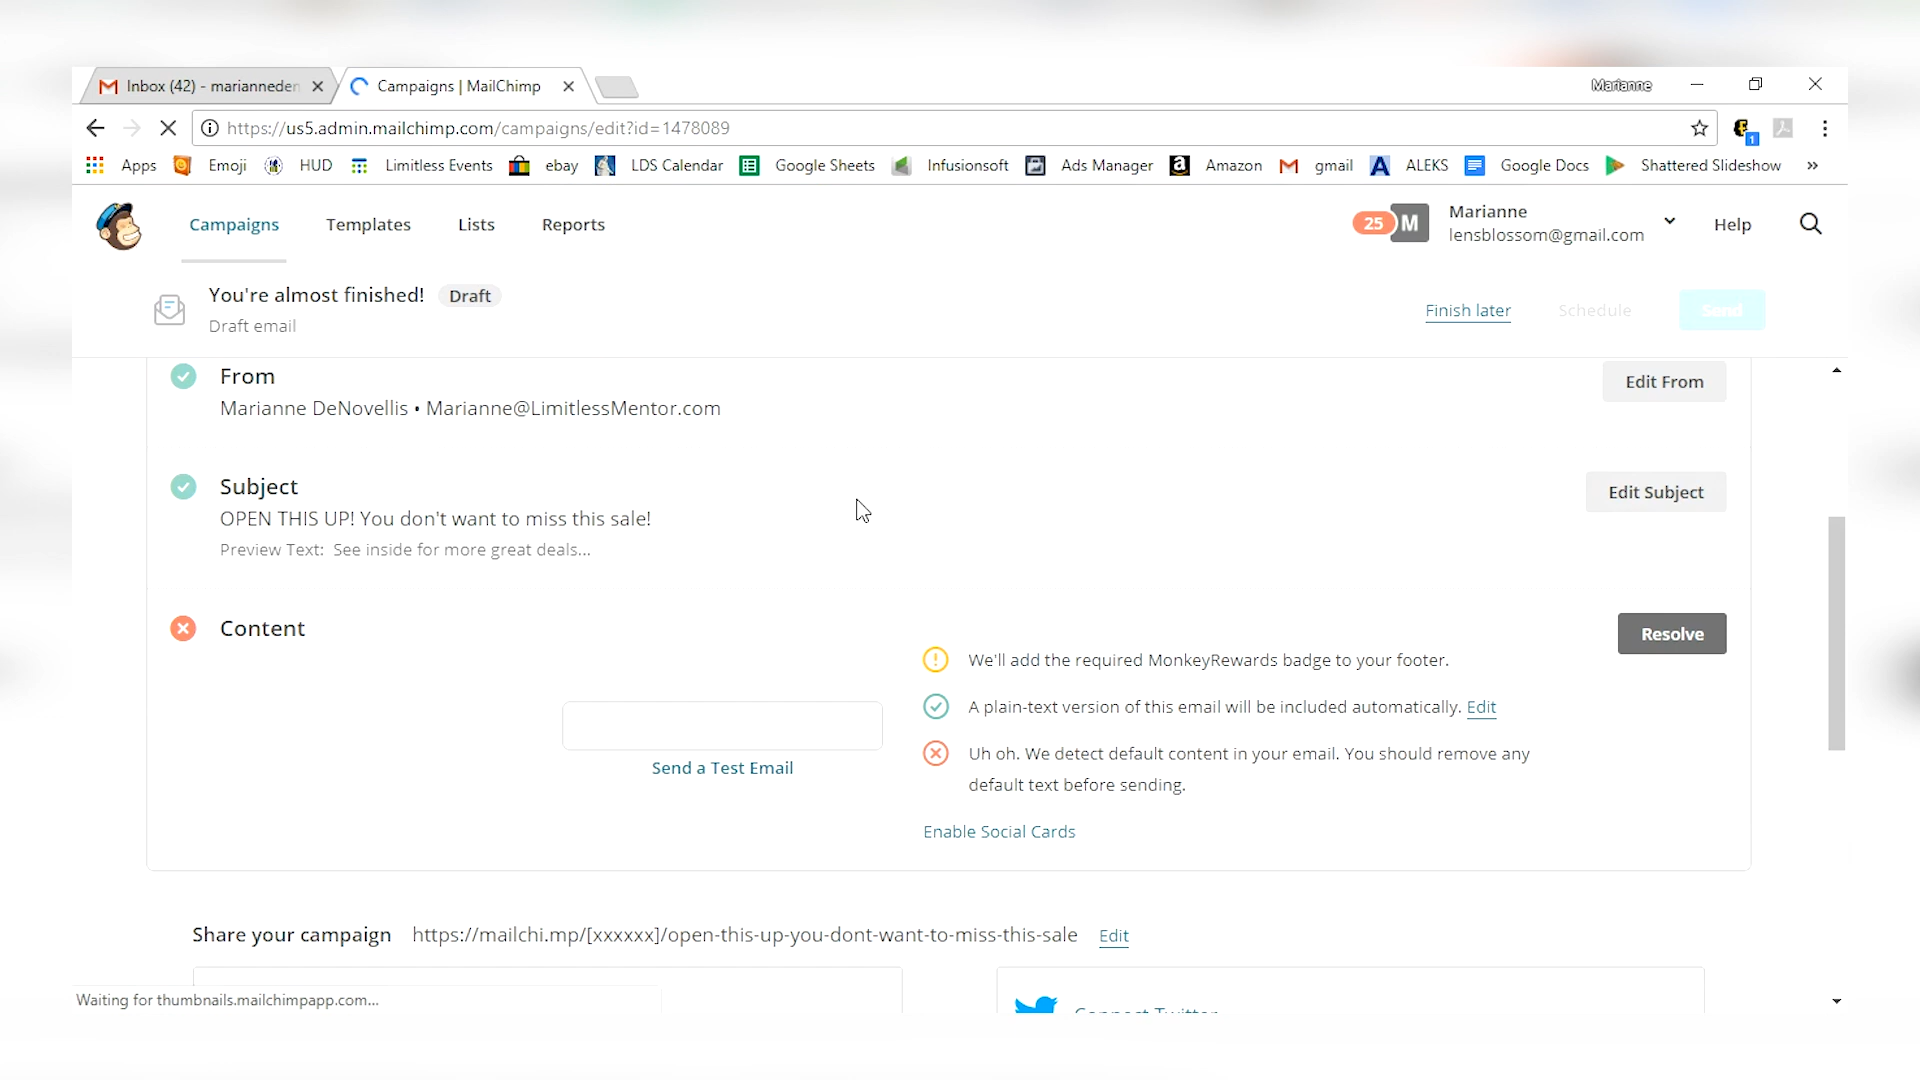 Inbox (42) - marianneden
Campaigns | MailChimp
Marianne
https://us5.admin.mailchimp.com/campaigns/edit?id=1478089
1
Apps Emoji HUD Limitless Events ebay LDS Calendar Google Sheets Infusionsoft Ads Manager Amazon gmail ALEKS Google Docs Shattered Slideshow »
Campaigns Templates Lists Reports
25 M
Marianne
lensblossom@gmail.com
Help
You're almost finished! Draft
Draft email
Finish later Schedule Send
From
Marianne DeNovellis • Marianne@LimitlessMentor.com
Edit From
Subject
OPEN THIS UP! You don't want to miss this sale!
Preview Text: See inside for more great deals...
Edit Subject
Content
Resolve
We'll add the required MonkeyRewards badge to your footer.
A plain-text version of this email will be included automatically. Edit
Uh oh. We detect default content in your email. You should remove any
default text before sending.
Send a Test Email
Enable Social Cards
Share your campaign https://mailchi.mp/[xxxxxx]/open-this-up-you-dont-want-to-miss-this-sale Edit
Connect Twitter
Waiting for thumbnails.mailchimpapp.com...